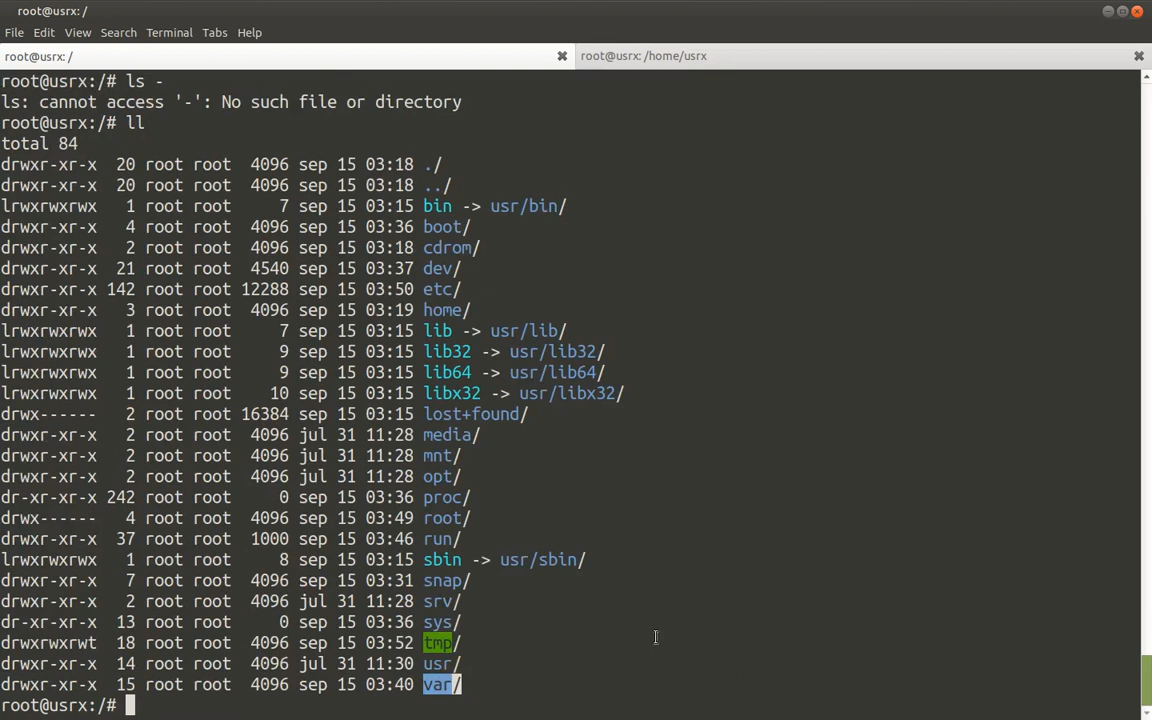 root@usrx: /
File Edit View Search Terminal Tabs Help
root@usrx: / root@usrx: /home/usrx
root@usrx:/# ls -
ls: cannot access '-': No such file or directory
root@usrx:/# ll
total 84
drwxr-xr-x  20 root root  4096 sep 15 03:18 ./
drwxr-xr-x  20 root root  4096 sep 15 03:18 ../
lrwxrwxrwx   1 root root     7 sep 15 03:15 bin -> usr/bin/
drwxr-xr-x   4 root root  4096 sep 15 03:36 boot/
drwxr-xr-x   2 root root  4096 sep 15 03:18 cdrom/
drwxr-xr-x  21 root root  4540 sep 15 03:37 dev/
drwxr-xr-x 142 root root 12288 sep 15 03:50 etc/
drwxr-xr-x   3 root root  4096 sep 15 03:19 home/
lrwxrwxrwx   1 root root     7 sep 15 03:15 lib -> usr/lib/
lrwxrwxrwx   1 root root     9 sep 15 03:15 lib32 -> usr/lib32/
lrwxrwxrwx   1 root root     9 sep 15 03:15 lib64 -> usr/lib64/
lrwxrwxrwx   1 root root    10 sep 15 03:15 libx32 -> usr/libx32/
drwx------   2 root root 16384 sep 15 03:15 lost+found/
drwxr-xr-x   2 root root  4096 jul 31 11:28 media/
drwxr-xr-x   2 root root  4096 jul 31 11:28 mnt/
drwxr-xr-x   2 root root  4096 jul 31 11:28 opt/
dr-xr-xr-x 242 root root     0 sep 15 03:36 proc/
drwx------   4 root root  4096 sep 15 03:49 root/
drwxr-xr-x  37 root root  1000 sep 15 03:46 run/
lrwxrwxrwx   1 root root     8 sep 15 03:15 sbin -> usr/sbin/
drwxr-xr-x   7 root root  4096 sep 15 03:31 snap/
drwxr-xr-x   2 root root  4096 jul 31 11:28 srv/
dr-xr-xr-x  13 root root     0 sep 15 03:36 sys/
drwxrwxrwt  18 root root  4096 sep 15 03:52 tmp/
drwxr-xr-x  14 root root  4096 jul 31 11:30 usr/
drwxr-xr-x  15 root root  4096 sep 15 03:40 var/
root@usrx:/#